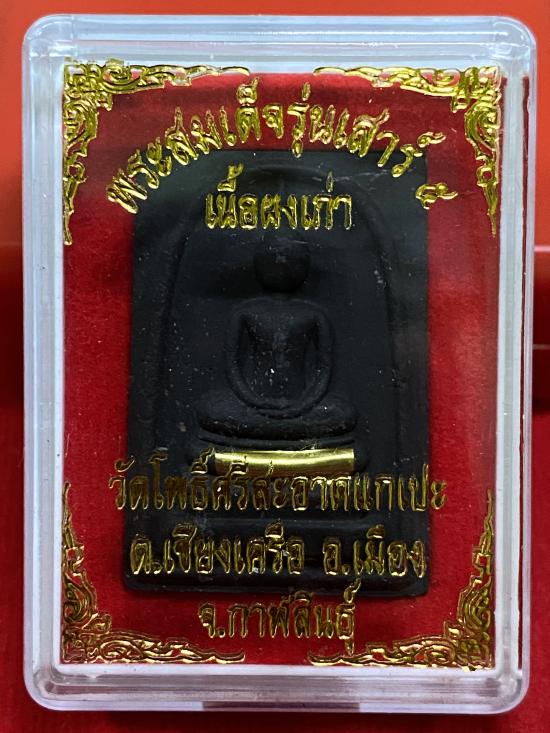 พระสมเด็จรุ่นเสาร์ ๕
เนื้อผงเก่า
วัดโพธิ์ศรีสะอาดแกเปะ
ต.เชียงเครือ อ.เมือง
จ.กาฬสินธุ์